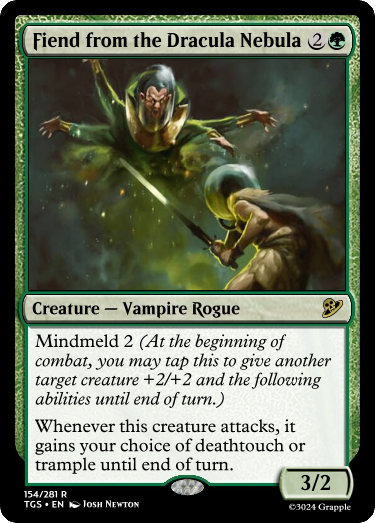 Fiend from the Dracula Nebula 2
Creature — Vampire Rogue
Mindmeld 2 (At the beginning of
combat, you may tap this to give another
target creature +2/+2 and the following
abilities until end of turn.)
Whenever this creature attacks, it
gains your choice of deathtouch or
trample until end of turn.
3/2
154/281 R
TGS • EN Josh Newton
©3024 Grapple